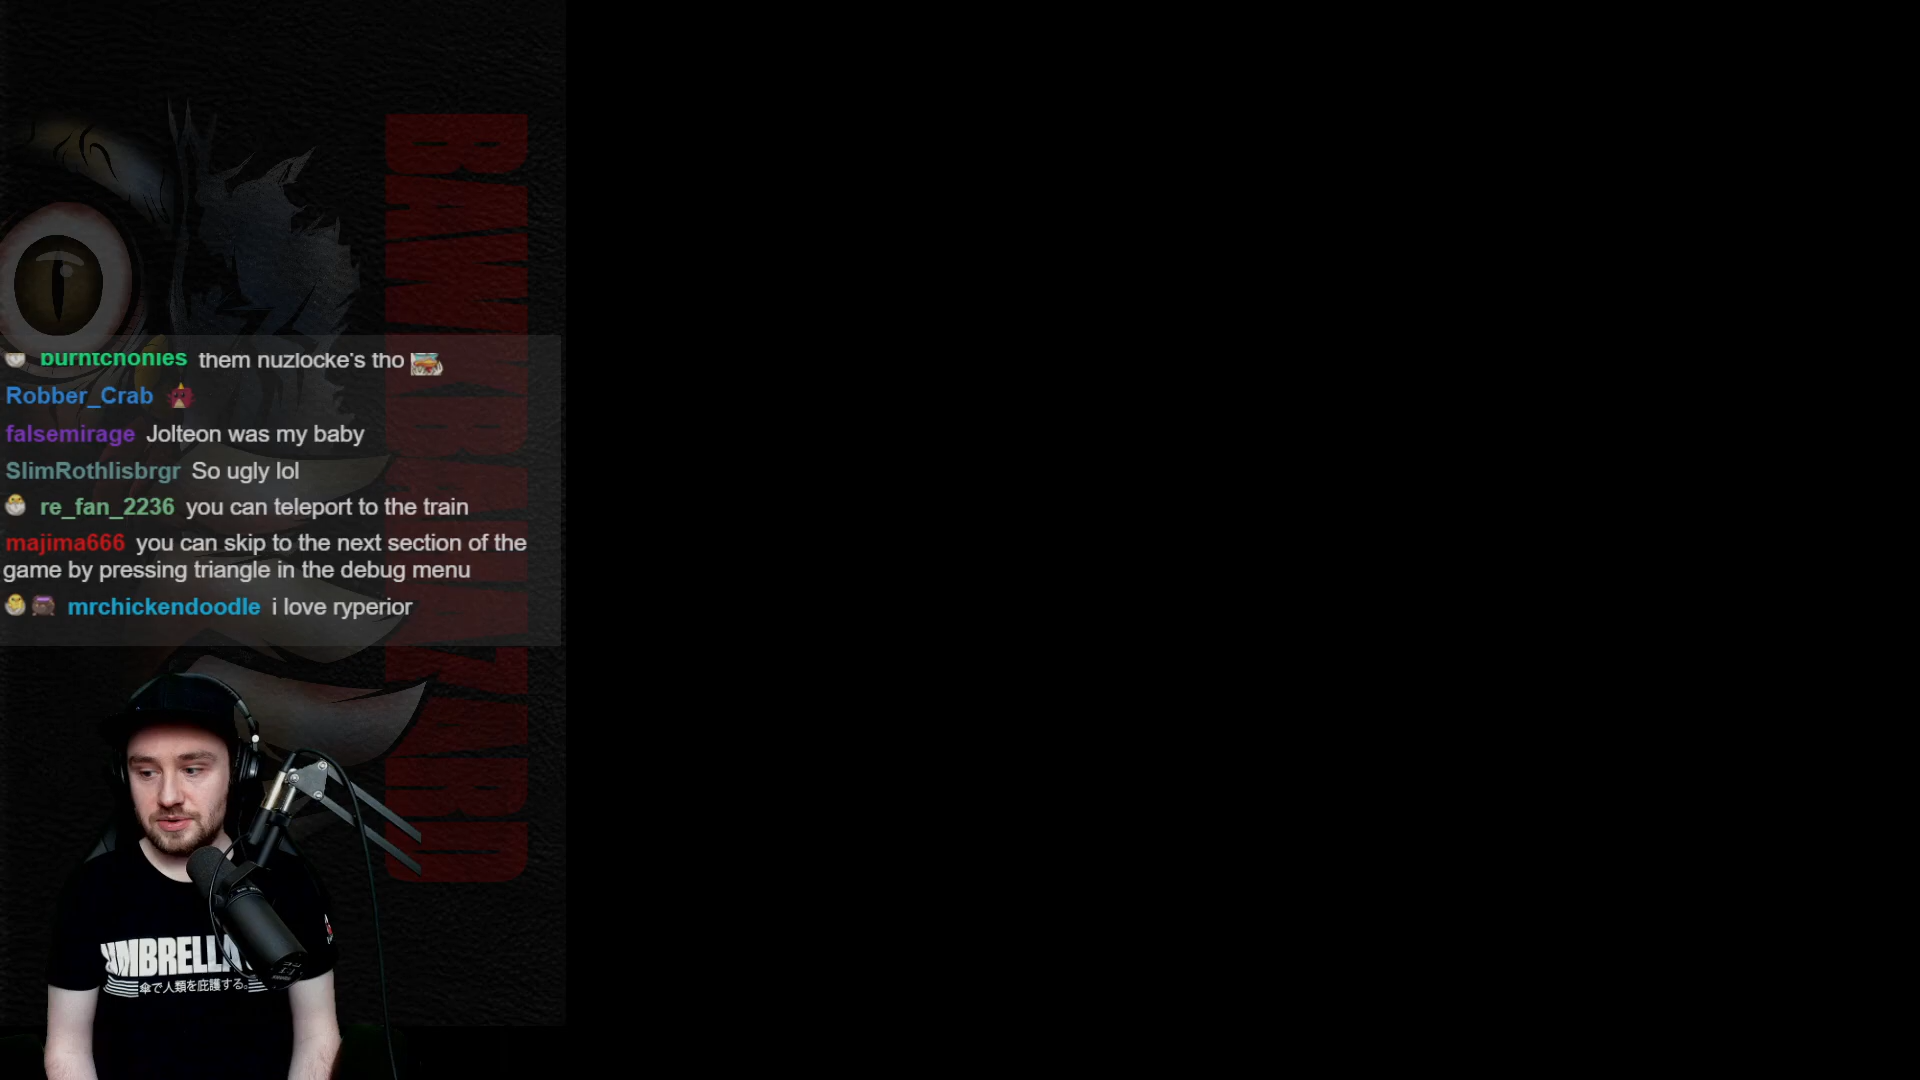 BAWKBAHAZARD
burntchonies them nuzlocke's tho
Robber_Crab
falsemirage Jolteon was my baby
SlimRothlisbrgr So ugly lol
re_fan_2236 you can teleport to the train
majima666 you can skip to the next section of the
game by pressing triangle in the debug menu
mrchickendoodle i love ryperior
UMBRELLA
傘で人類を庇護する。